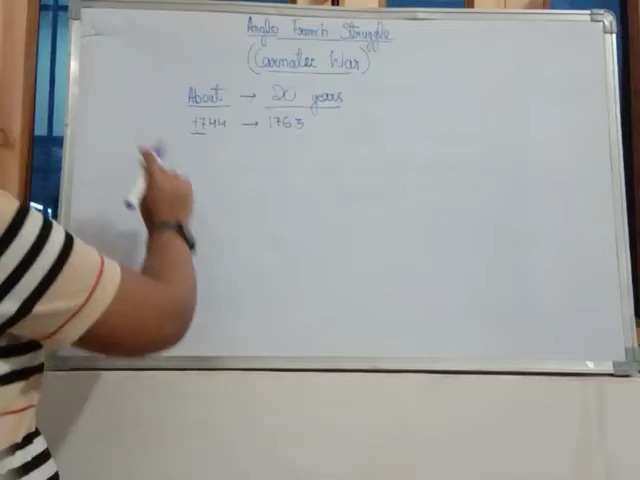 Anglo French Struggle
(Carnatic War)
About → 20 years
1744 → 1763